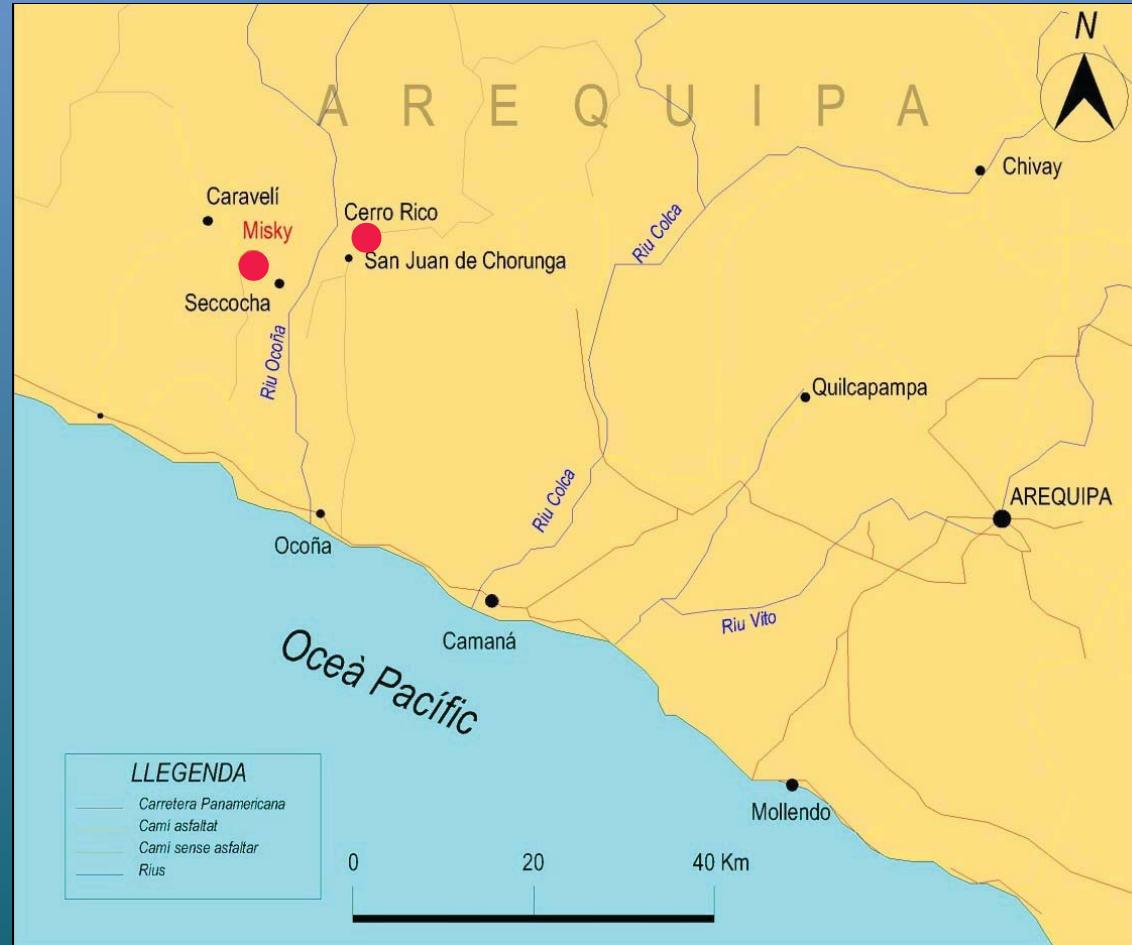 N
A R E Q U I P A
Chivay
Caravelí
Cerro Rico
Riu Colca
Misky
San Juan de Chorunga
Seccocha
Riu Ocoña
Quilcapampa
Riu Colca
AREQUIPA
Ocoña
Camaná
Riu Vito
Oceà Pacífic
Mollendo
LLEGENDA
Carretera Panamericana
Camí asfaltat
Camí sense asfaltar
Rius
0 20 40 Km